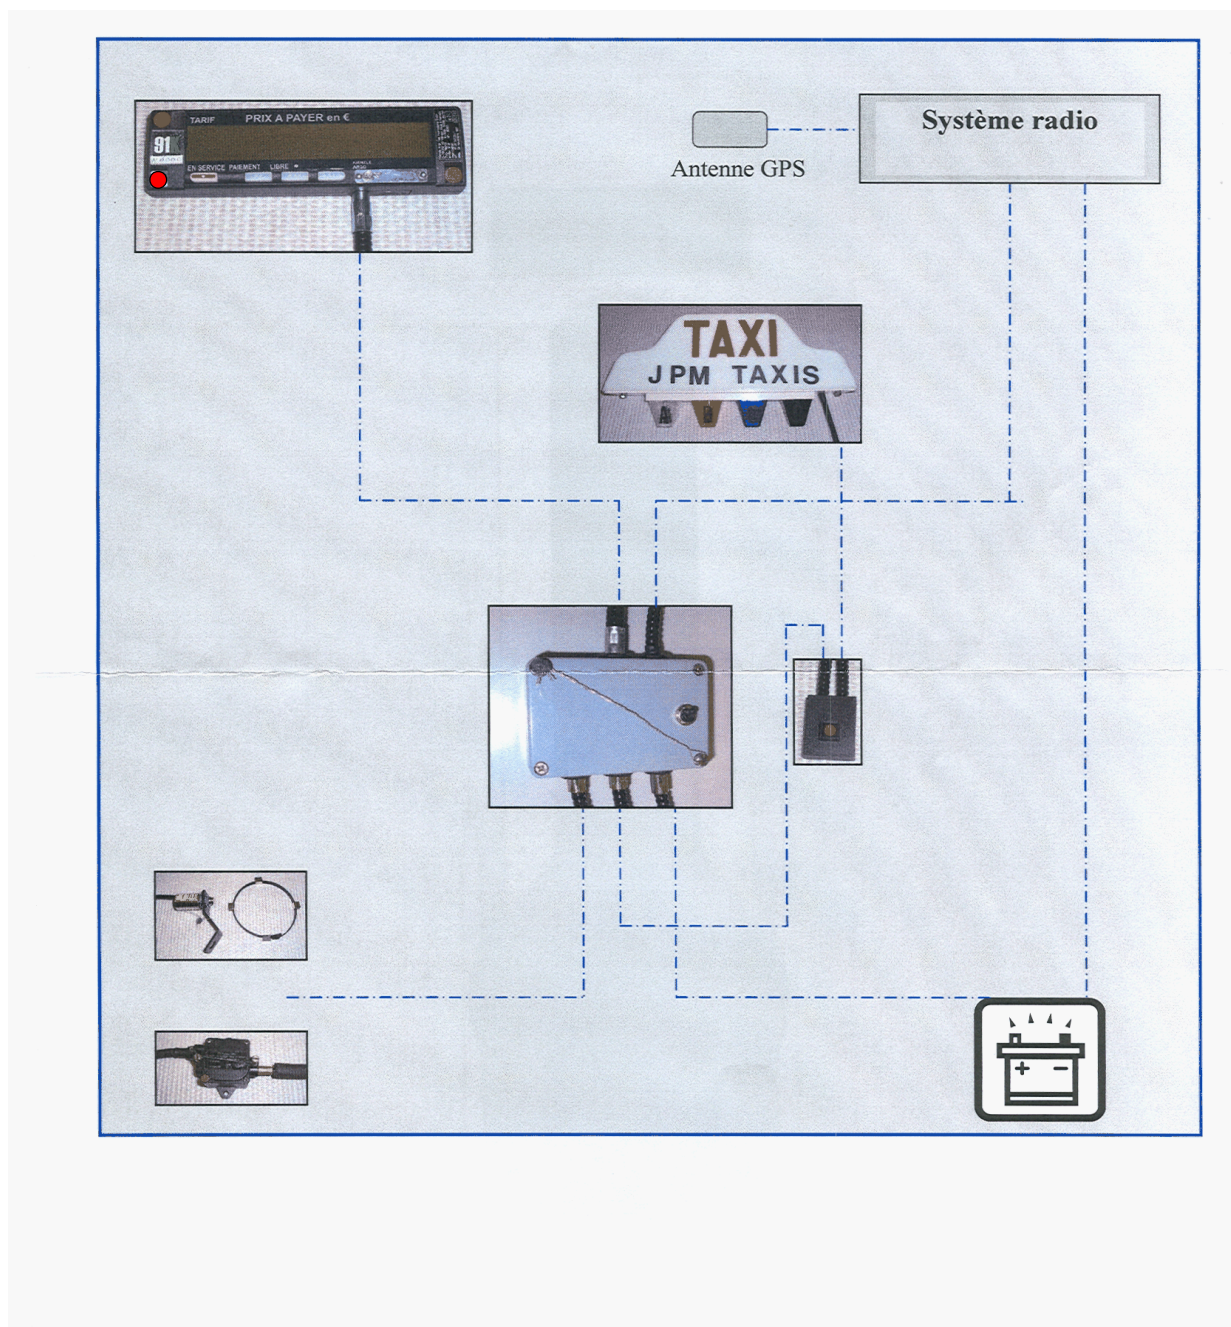 TARIF PRIX A PAYER en €
91
EN SERVICE PAIEMENT LIBRE
Système radio
Antenne GPS
TAXI
JPM TAXIS
A B C
+ −